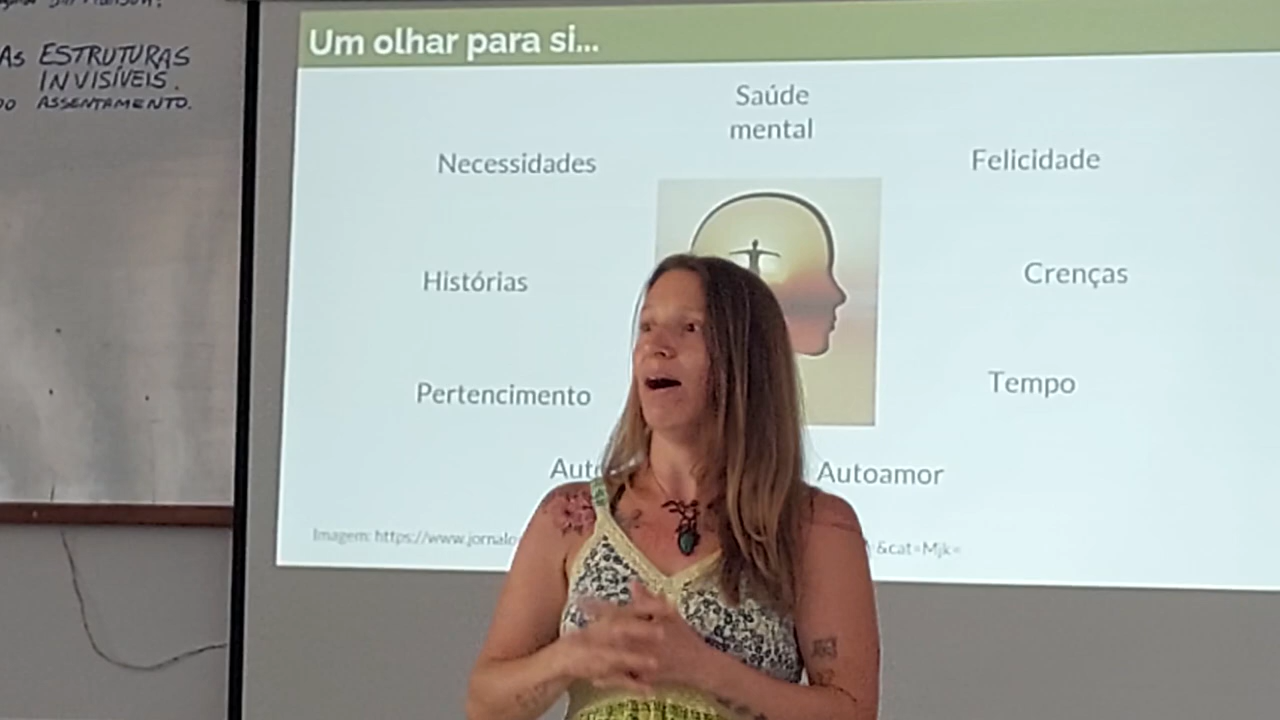 As ESTRUTURAS
INVISÍVEIS.
DO ASSENTAMENTO.
Um olhar para si...
Saúde
mental
Necessidades
Felicidade
Histórias
Crenças
Pertencimento
Tempo
Autoamor
Imagem: https://www.jornalo
&cat=Mjk=